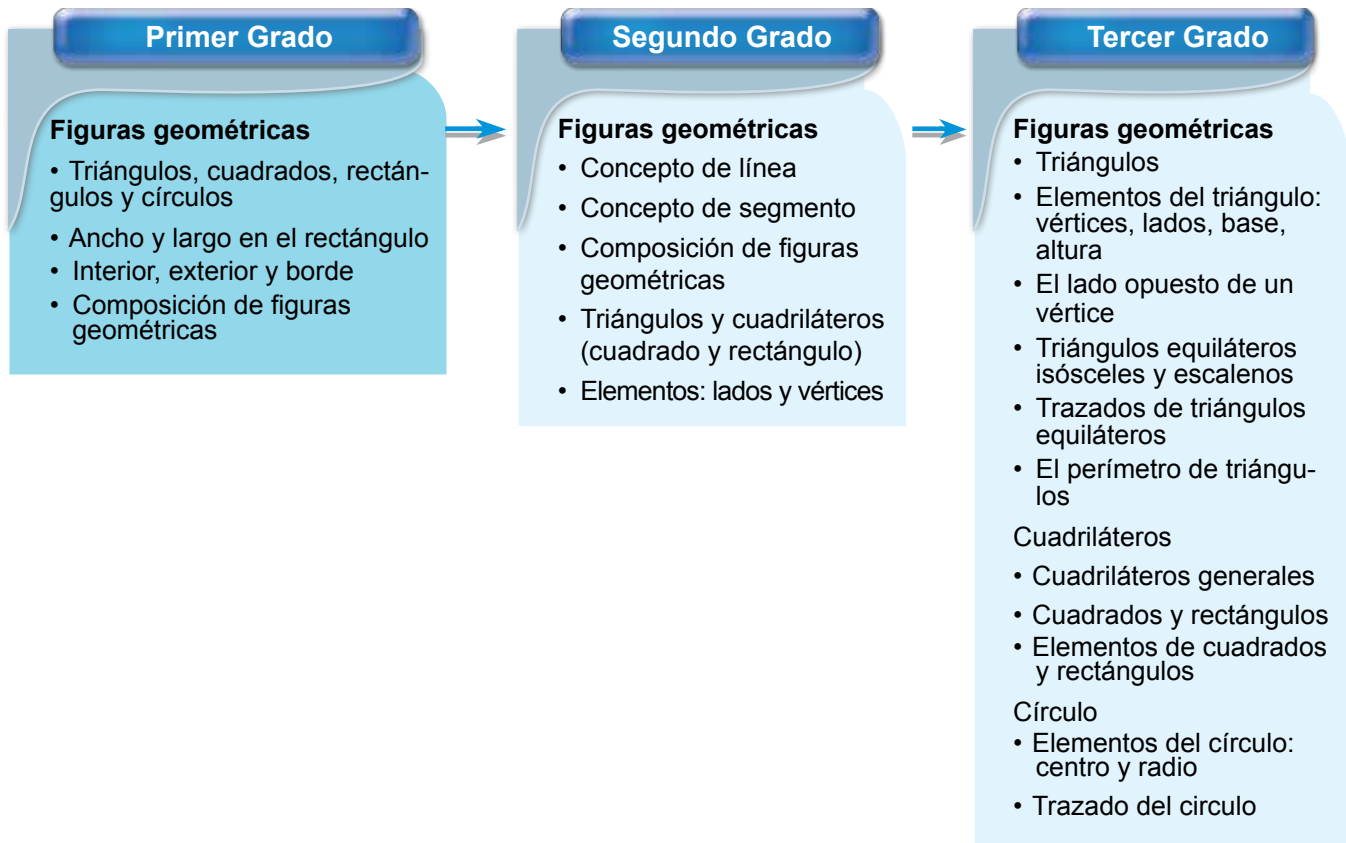 Primer Grado
Figuras geométricas
• Triángulos, cuadrados, rectán-
gulos y círculos
• Ancho y largo en el rectángulo
• Interior, exterior y borde
• Composición de figuras
geométricas
Segundo Grado
Figuras geométricas
• Concepto de línea
• Concepto de segmento
• Composición de figuras
geométricas
• Triángulos y cuadriláteros
(cuadrado y rectángulo)
• Elementos: lados y vértices
Tercer Grado
Figuras geométricas
• Triángulos
• Elementos del triángulo:
vértices, lados, base,
altura
• El lado opuesto de un
vértice
• Triángulos equiláteros
isósceles y escalenos
• Trazados de triángulos
equiláteros
• El perímetro de triángu-
los
Cuadriláteros
• Cuadriláteros generales
• Cuadrados y rectángulos
• Elementos de cuadrados
y rectángulos
Círculo
• Elementos del círculo:
centro y radio
• Trazado del circulo